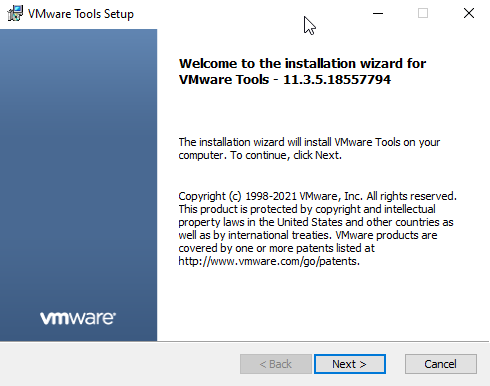 VMware Tools Setup
Welcome to the installation wizard for
VMware Tools - 11.3.5.18557794
The installation wizard will install VMware Tools on your
computer. To continue, click Next.
Copyright (c) 1998-2021 VMware, Inc. All rights reserved.
This product is protected by copyright and intellectual
property laws in the United States and other countries as
well as by international treaties. VMware products are
covered by one or more patents listed at
http://www.vmware.com/go/patents.
vmware®
< Back
Next >
Cancel